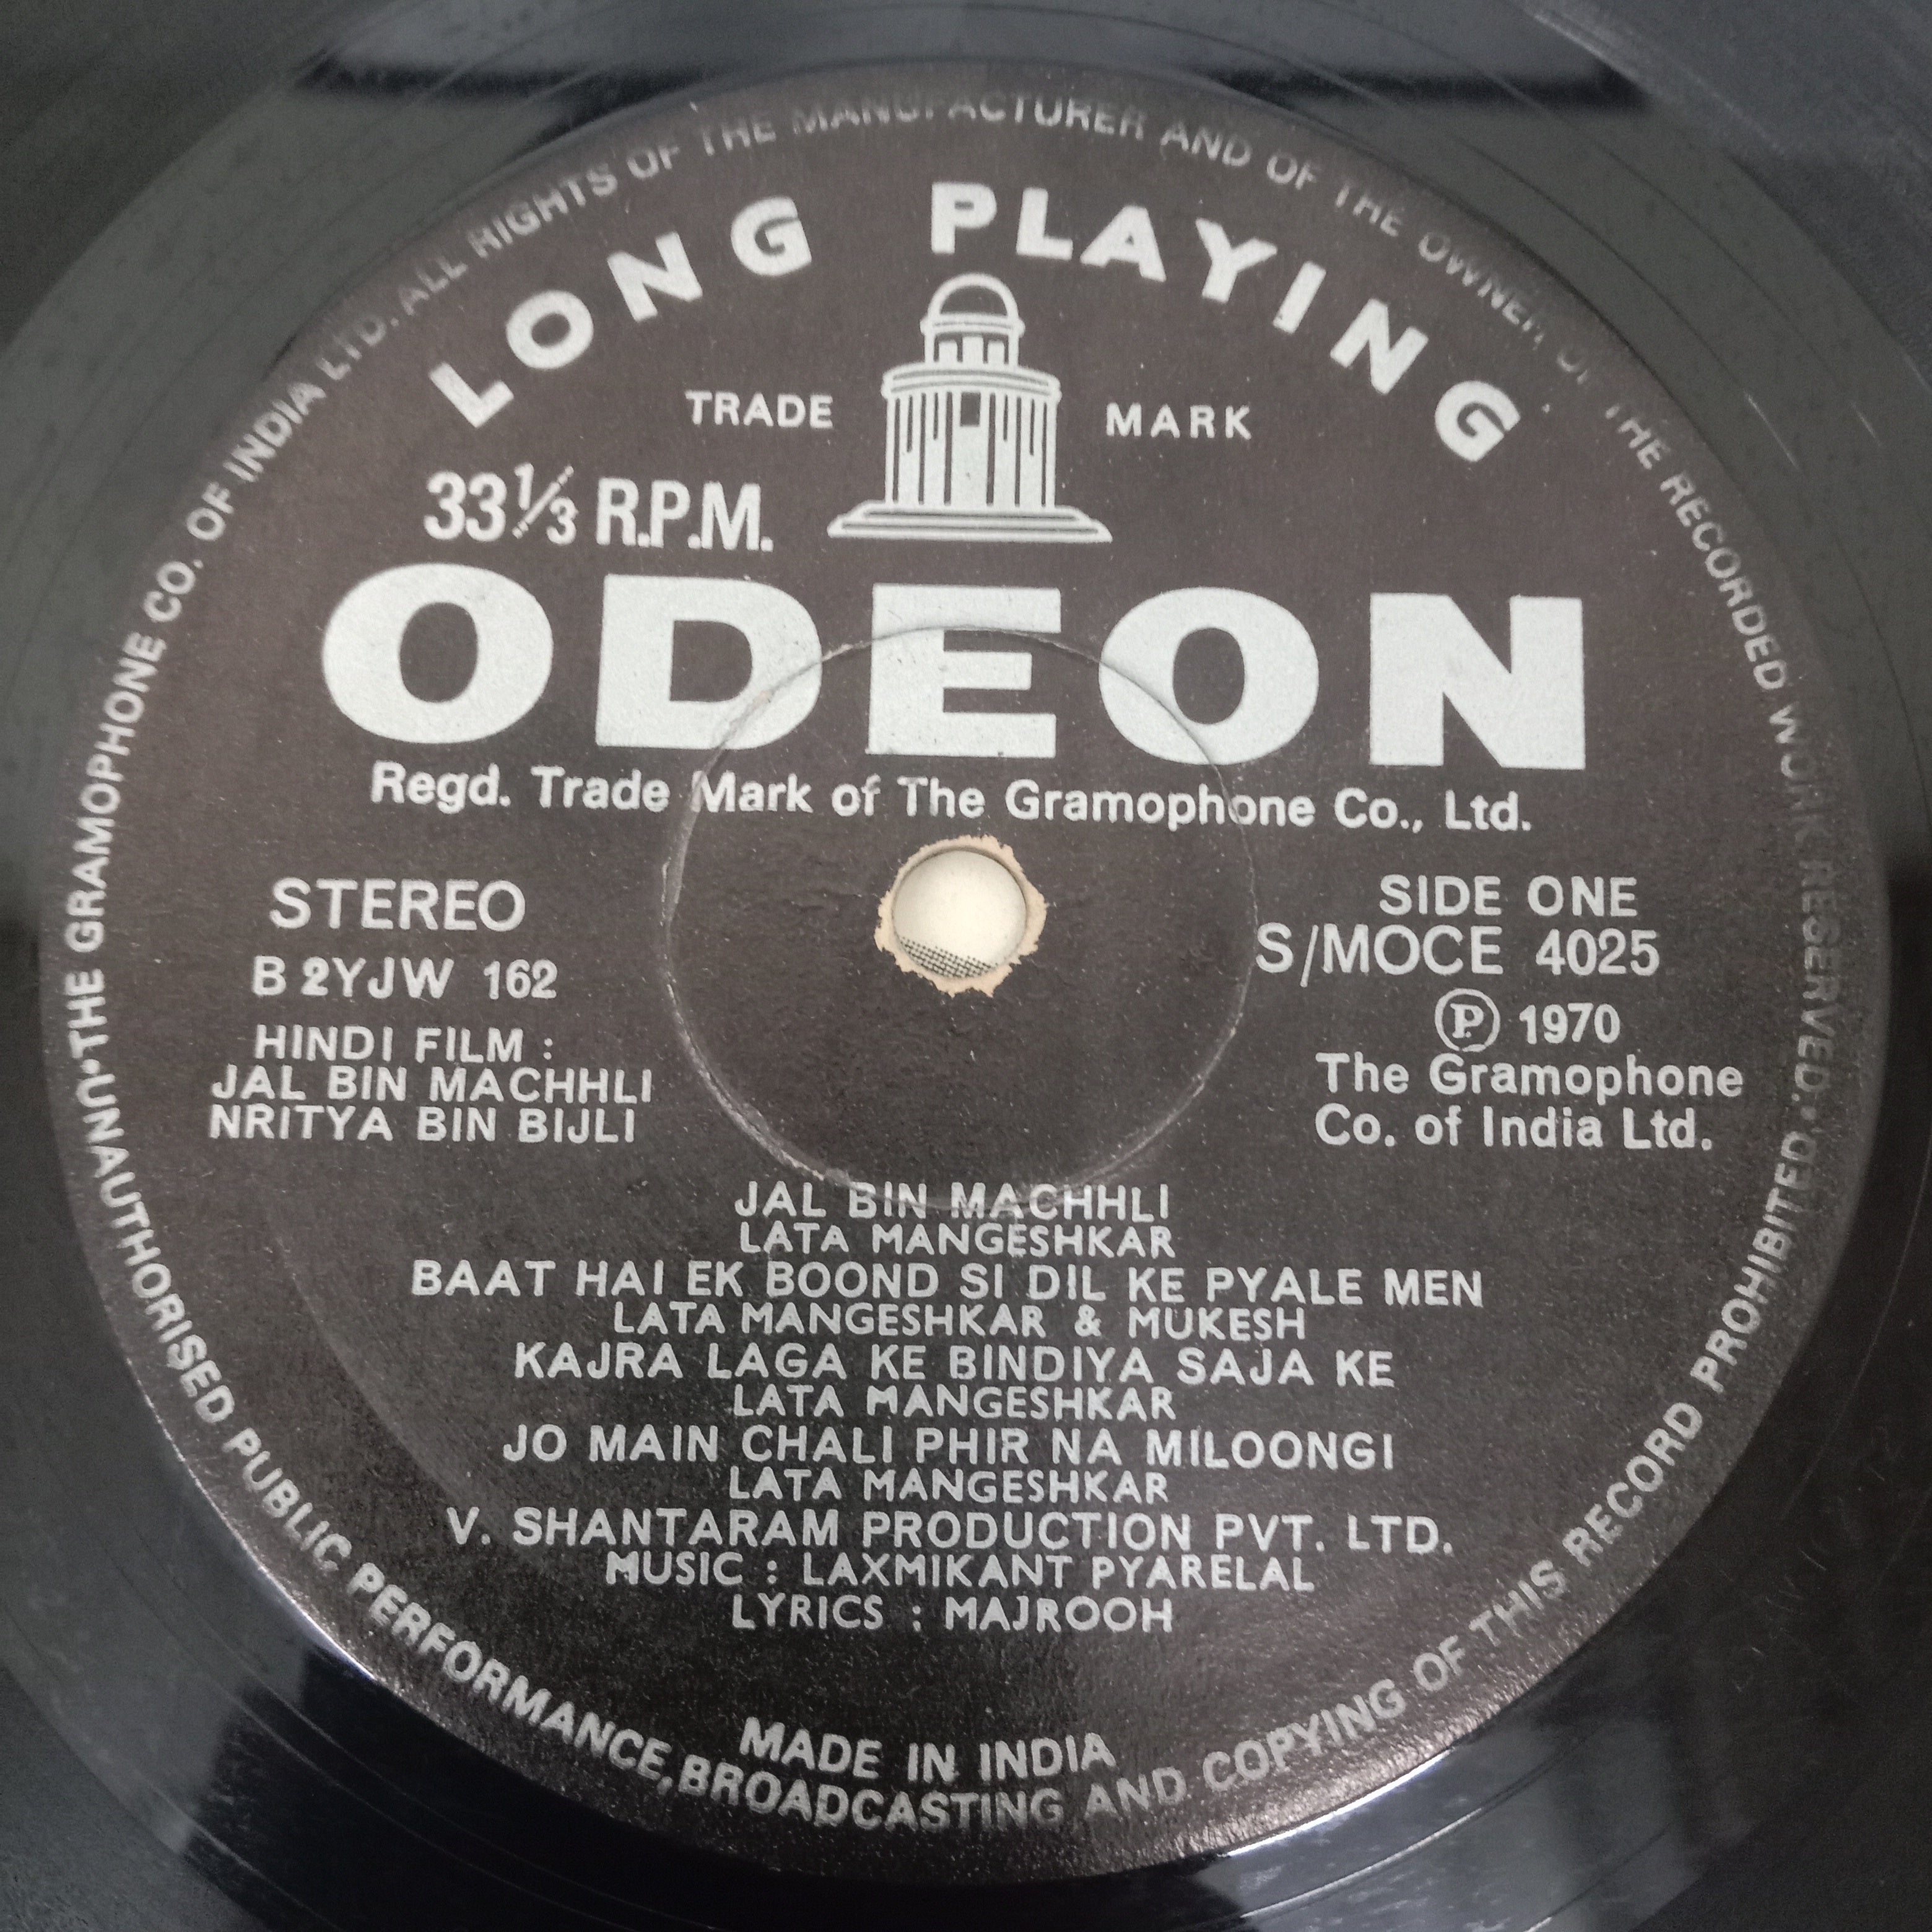 THE GRAMOPHONE CO. OF INDIA LTD. ALL RIGHTS OF THE MANUFACTURER AND OF THE OWNER OF THE RECORDED WORK RESERVED.
LONG PLAYING
TRADE MARK
33⅓ R.P.M.
ODEON
Regd. Trade Mark of The Gramophone Co., Ltd.
STEREO
B 2YJW 162
HINDI FILM :
JAL BIN MACHHLI
NRITYA BIN BIJLI
SIDE ONE
S/MOCE 4025
Ⓟ 1970
The Gramophone
Co. of India Ltd.
JAL BIN MACHHLI
LATA MANGESHKAR
BAAT HAI EK BOOND SI DIL KE PYALE MEN
LATA MANGESHKAR & MUKESH
KAJRA LAGA KE BINDIYA SAJA KE
LATA MANGESHKAR
JO MAIN CHALI PHIR NA MILOONGI
LATA MANGESHKAR
V. SHANTARAM PRODUCTION PVT. LTD.
MUSIC : LAXMIKANT PYARELAL
LYRICS : MAJROOH
MADE IN INDIA
UNAUTHORISED PUBLIC PERFORMANCE, BROADCASTING AND COPYING OF THIS RECORD PROHIBITED.